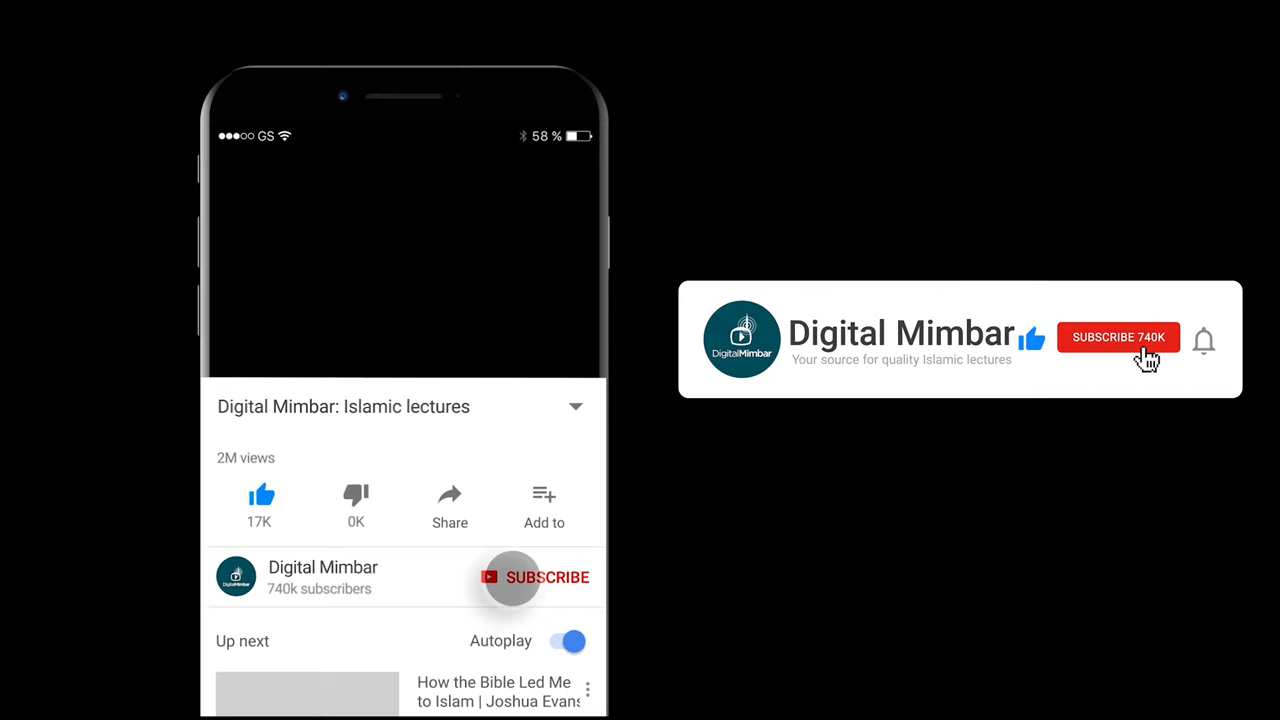 GS
58 %
Digital Mimbar: Islamic lectures
2M views
17K
0K
Share
Add to
DigitalMimbar
Digital Mimbar
740k subscribers
SUBSCRIBE
Up next
Autoplay
How the Bible Led Me
to Islam | Joshua Evans
DigitalMimbar
Digital Mimbar
Your source for quality Islamic lectures
SUBSCRIBE 740K